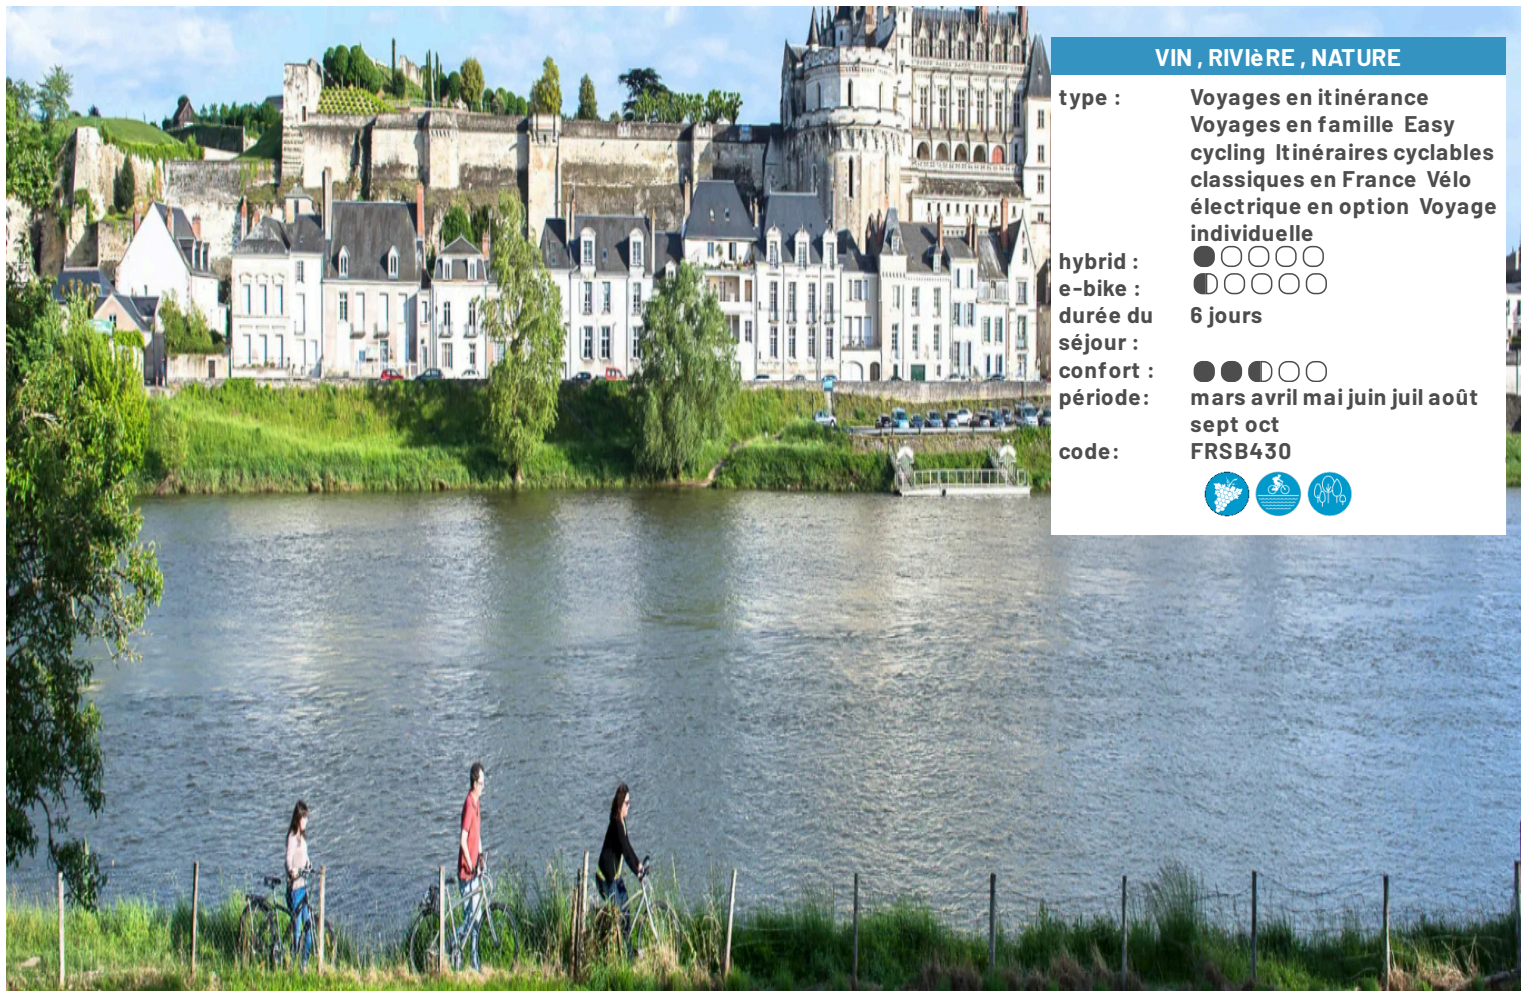 VIN , RIVIèRE , NATURE
type : Voyages en itinérance
Voyages en famille Easy
cycling Itinéraires cyclables
classiques en France Vélo
électrique en option Voyage
individuelle
hybrid :
e-bike :
durée du 6 jours
séjour :
confort :
période: mars avril mai juin juil août
sept oct
code: FRSB430